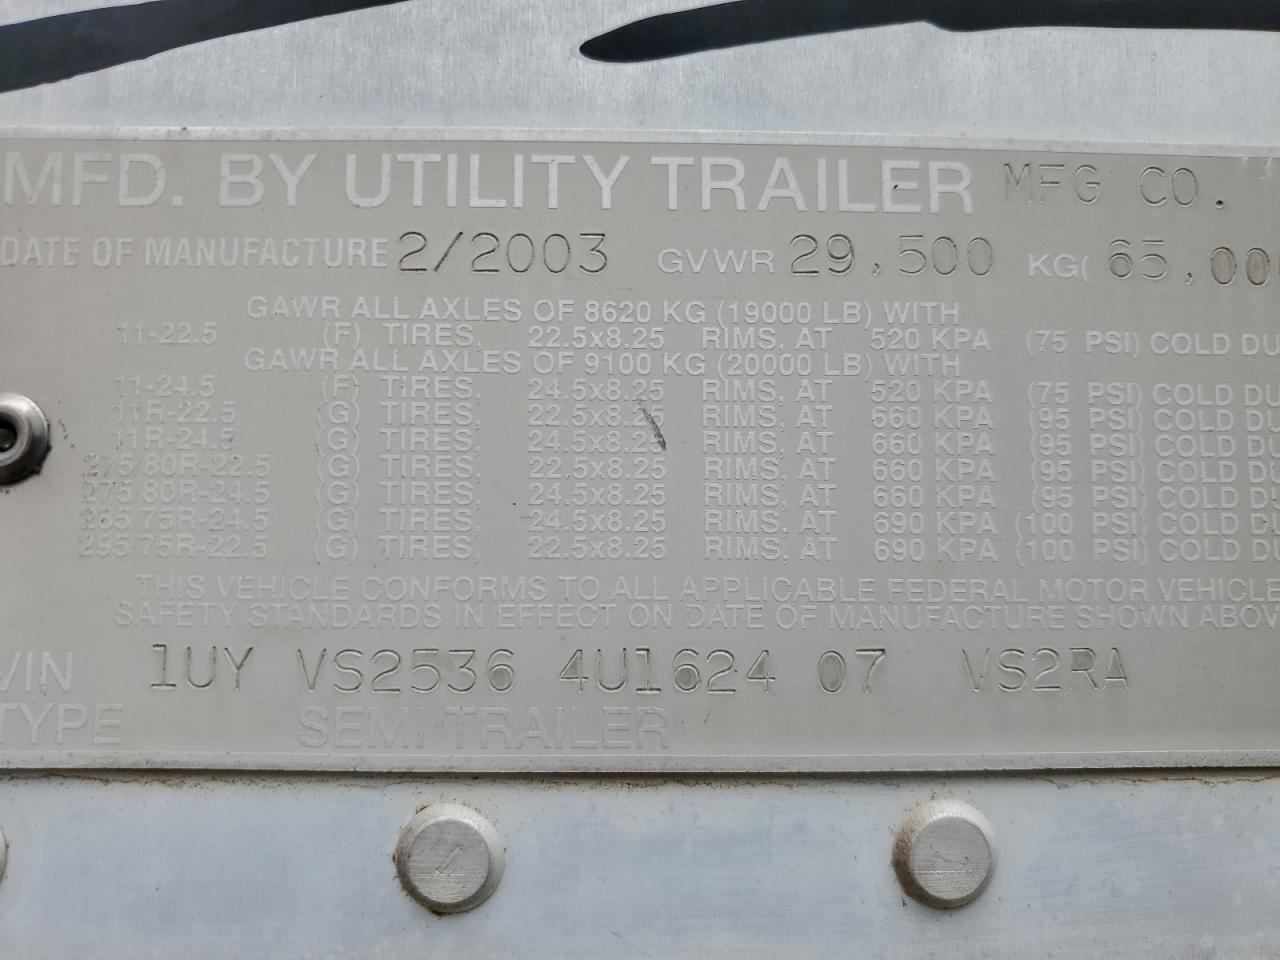 MFD. BY UTILITY TRAILER MFG CO.
DATE OF MANUFACTURE 2/2003 GVWR 29,500 KG( 65,00
GAWR ALL AXLES OF 8620 KG (19000 LB) WITH
11-22.5 (F) TIRES, 22.5x8.25 RIMS, AT 520 KPA (75 PSI) COLD DU
GAWR ALL AXLES OF 9100 KG (20000 LB) WITH
11-24.5 (F) TIRES, 24.5x8.25 RIMS, AT 520 KPA (75 PSI) COLD DU
11R-22.5 (G) TIRES, 22.5x8.25 RIMS, AT 660 KPA (95 PSI) COLD DU
11R-24.5 (G) TIRES, 24.5x8.25 RIMS, AT 660 KPA (95 PSI) COLD DU
275/80R-22.5 (G) TIRES, 22.5x8.25 RIMS, AT 660 KPA (95 PSI) COLD DU
275/80R-24.5 (G) TIRES, 24.5x8.25 RIMS, AT 660 KPA (95 PSI) COLD DU
285/75R-24.5 (G) TIRES, 24.5x8.25 RIMS, AT 690 KPA (100 PSI) COLD DU
295/75R-22.5 (G) TIRES, 22.5x8.25 RIMS, AT 690 KPA (100 PSI) COLD DU
THIS VEHICLE CONFORMS TO ALL APPLICABLE FEDERAL MOTOR VEHICLE
SAFETY STANDARDS IN EFFECT ON DATE OF MANUFACTURE SHOWN ABOV
VIN 1UY VS2536 4U1624 07 VS2RA
TYPE SEMI-TRAILER